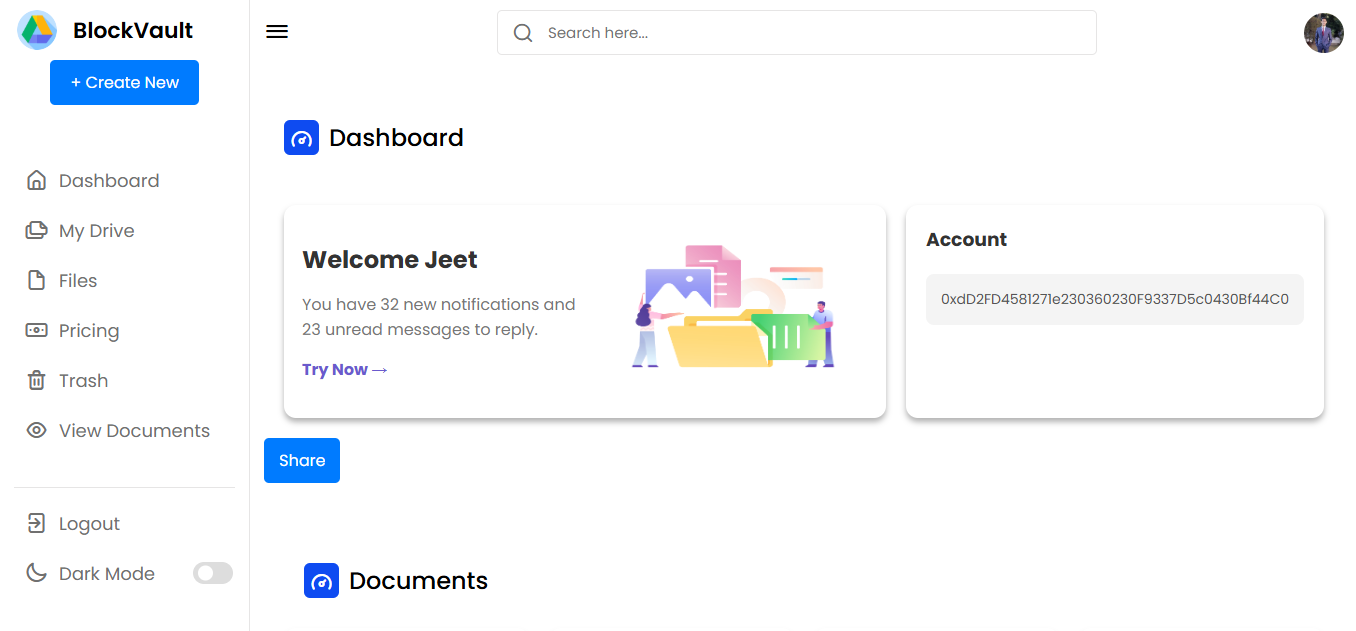 BlockVault
+ Create New
Dashboard
My Drive
Files
Pricing
Trash
View Documents
Logout
Dark Mode
Search here...
Dashboard
Welcome Jeet
You have 32 new notifications and
23 unread messages to reply.
Try Now →
Account
0xdD2FD4581271e230360230F9337D5c0430Bf44C0
Share
Documents